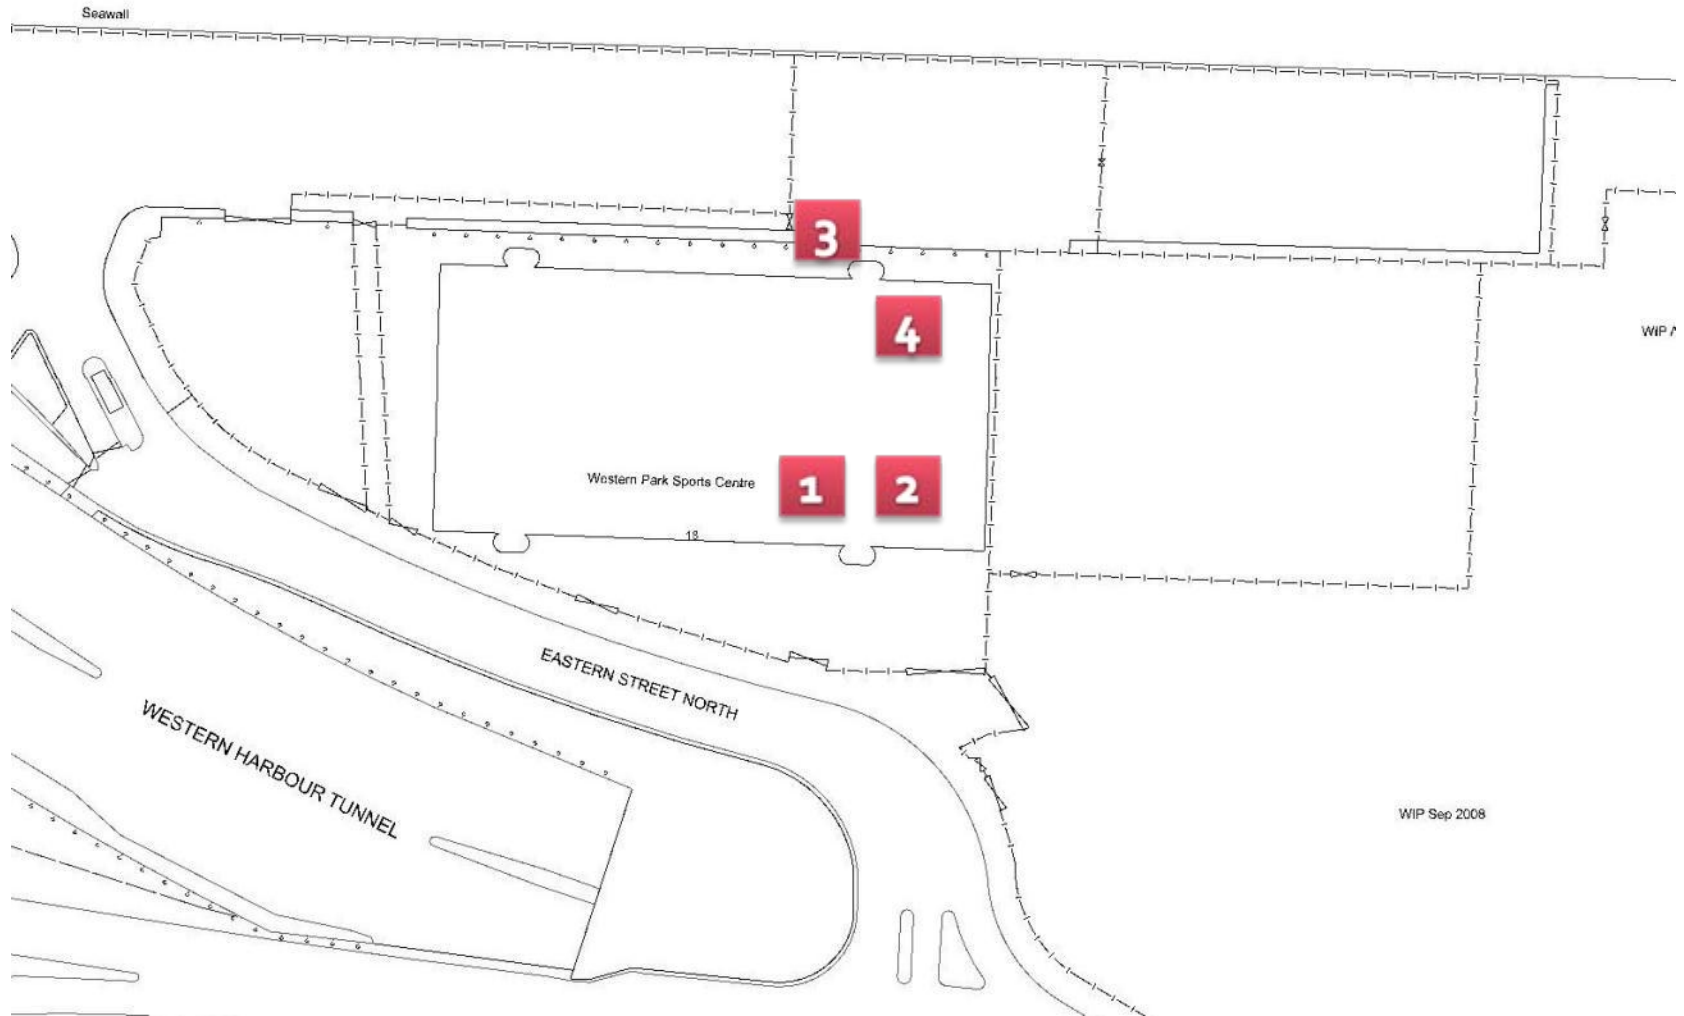 Seawall
3
4
WIP
Western Park Sports Centre
1
2
18
EASTERN STREET NORTH
WESTERN HARBOUR TUNNEL
WIP Sep 2008